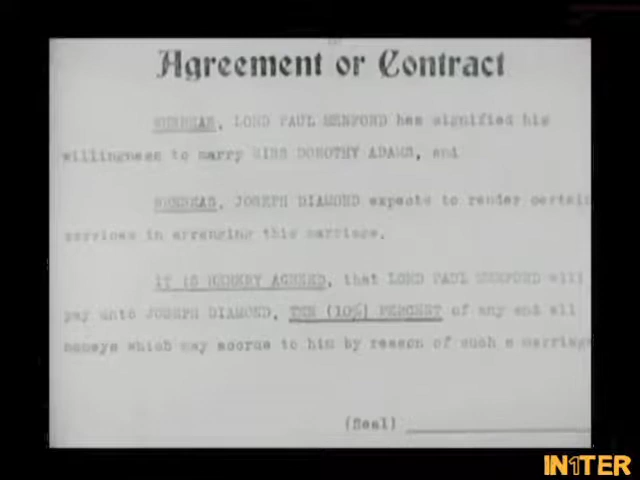 Agreement or Contract
WHEREAS, LORD PAUL MENFORD has signified his
willingness to marry MISS DOROTHY ADAMS, and
WHEREAS, JOSEPH DIAMOND expects to render certain
services in arranging this marriage.
IT IS HEREBY AGREED, that LORD PAUL MENFORD will
pay unto JOSEPH DIAMOND, TEN (10%) PERCENT of any and all
moneys which may accrue to him by reason of such a marriage
(Seal)
IN1TER